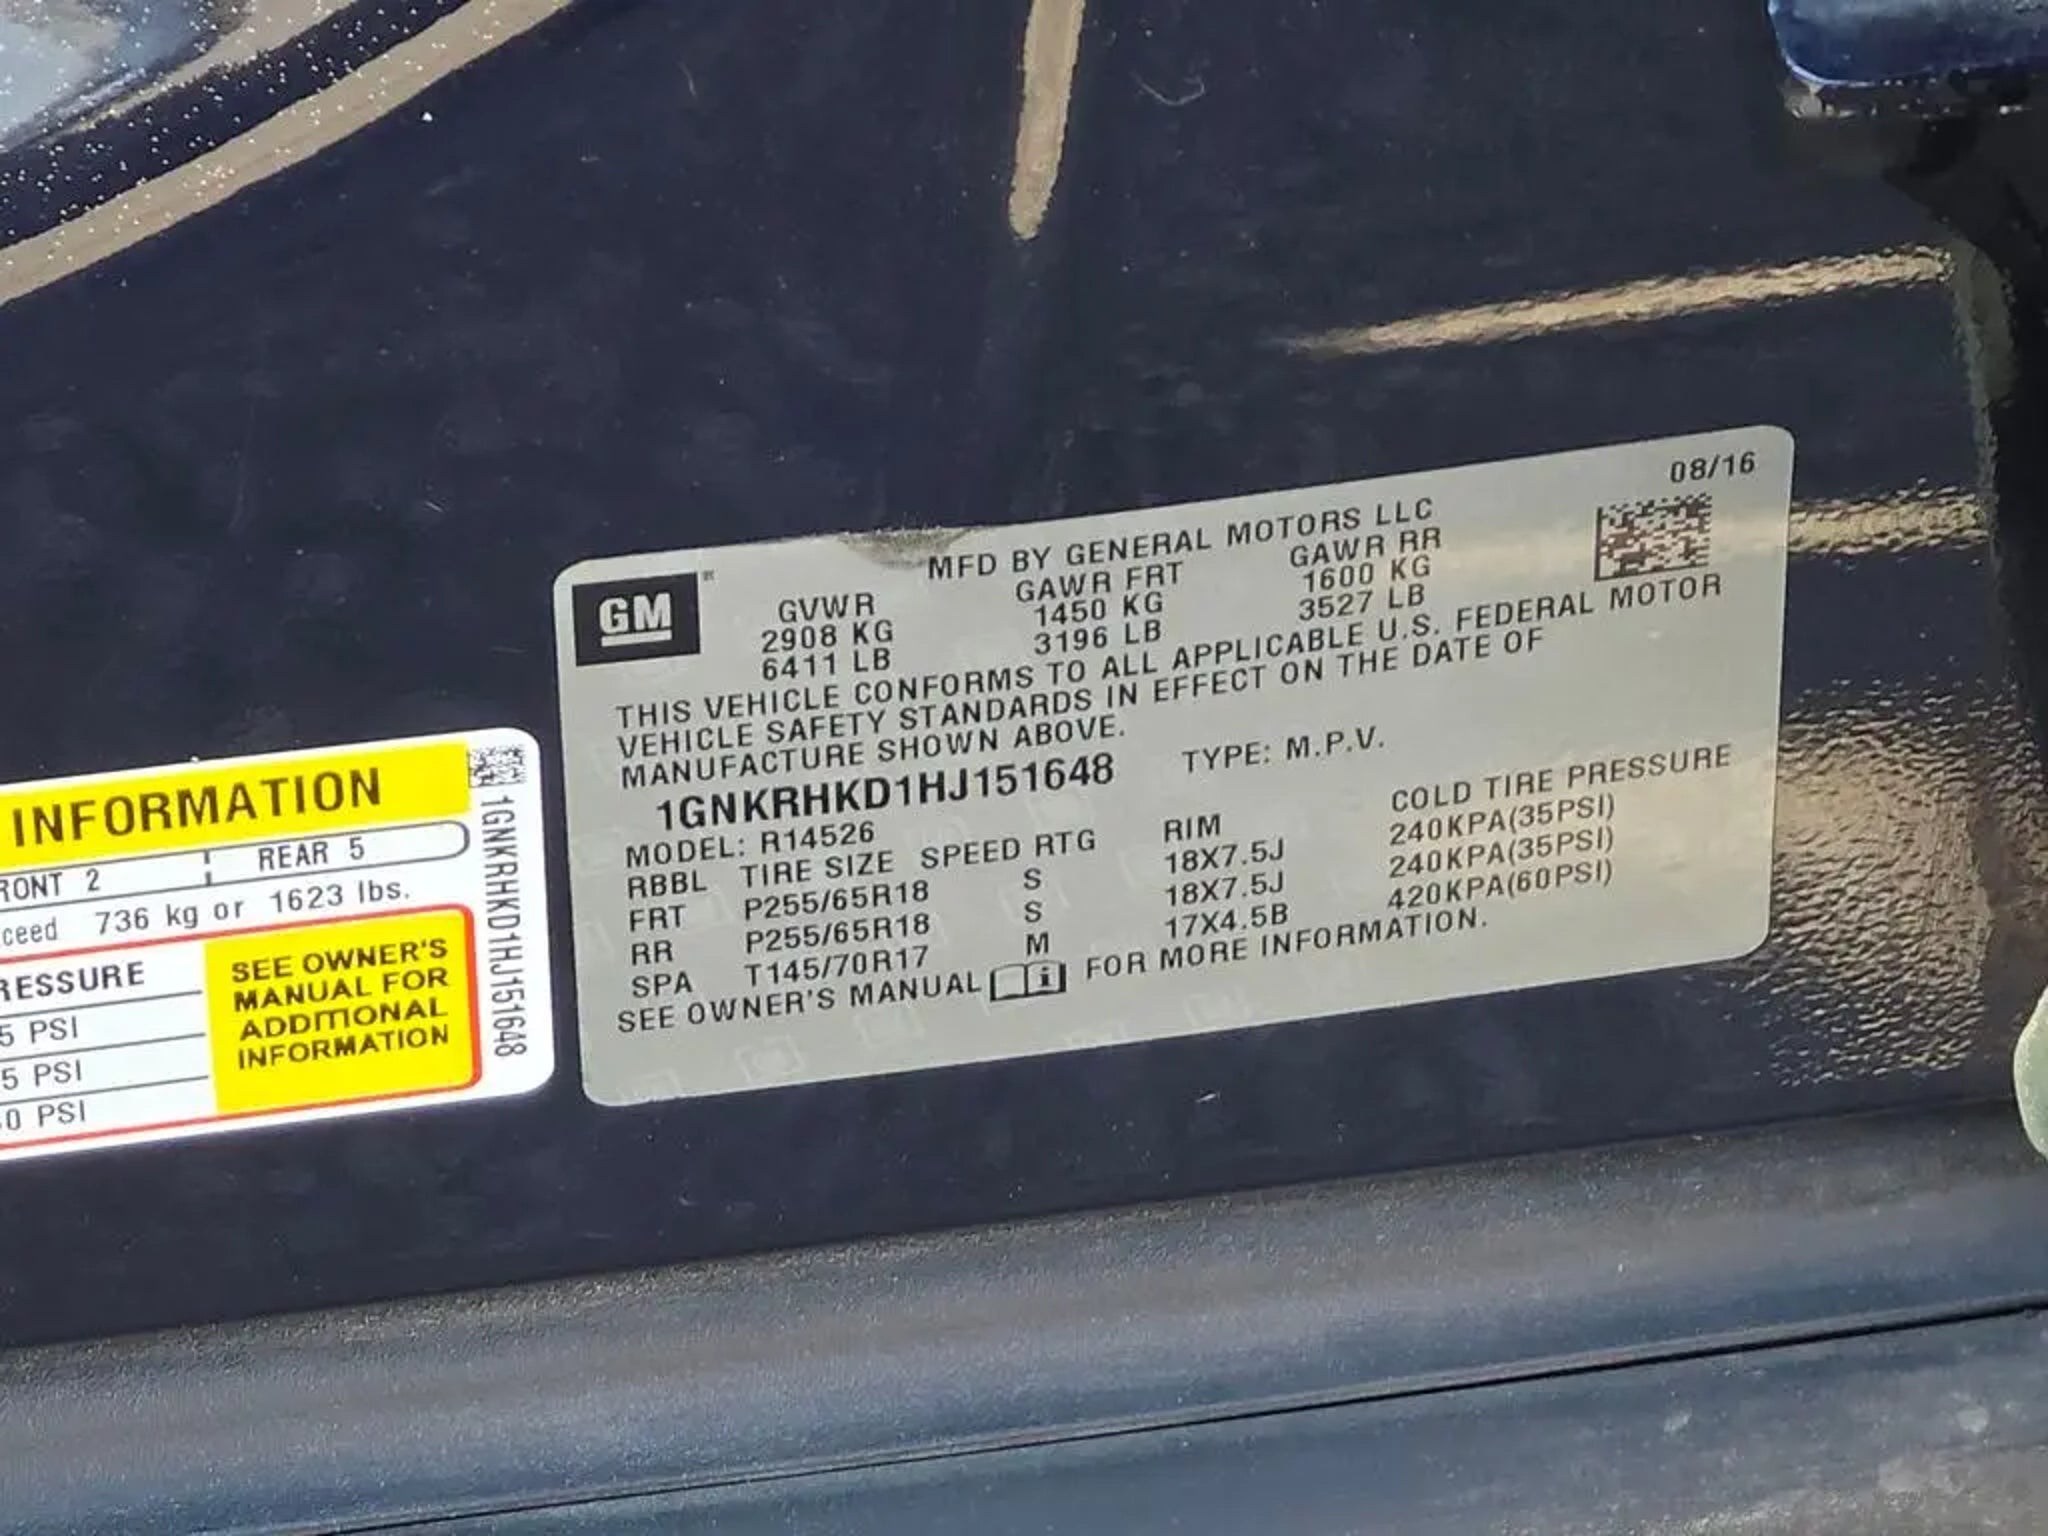 08/16
GM
MFD BY GENERAL MOTORS LLC
GVWR GAWR FRT GAWR RR
2908 KG 1450 KG 1600 KG
6411 LB 3196 LB 3527 LB
THIS VEHICLE CONFORMS TO ALL APPLICABLE U.S. FEDERAL MOTOR
VEHICLE SAFETY STANDARDS IN EFFECT ON THE DATE OF
MANUFACTURE SHOWN ABOVE.
1GNKRHKD1HJ151648 TYPE: M.P.V.
MODEL: R14526
RBBL TIRE SIZE SPEED RTG RIM COLD TIRE PRESSURE
FRT P255/65R18 S 18X7.5J 240KPA(35PSI)
RR P255/65R18 S 18X7.5J 240KPA(35PSI)
SPA T145/70R17 M 17X4.5B 420KPA(60PSI)
SEE OWNER'S MANUAL FOR MORE INFORMATION.
INFORMATION
RONT 2 REAR 5
ceed 736 kg or 1623 lbs.
RESSURE
5 PSI
5 PSI
0 PSI
SEE OWNER'S
MANUAL FOR
ADDITIONAL
INFORMATION
1GNKRHKD1HJ151648